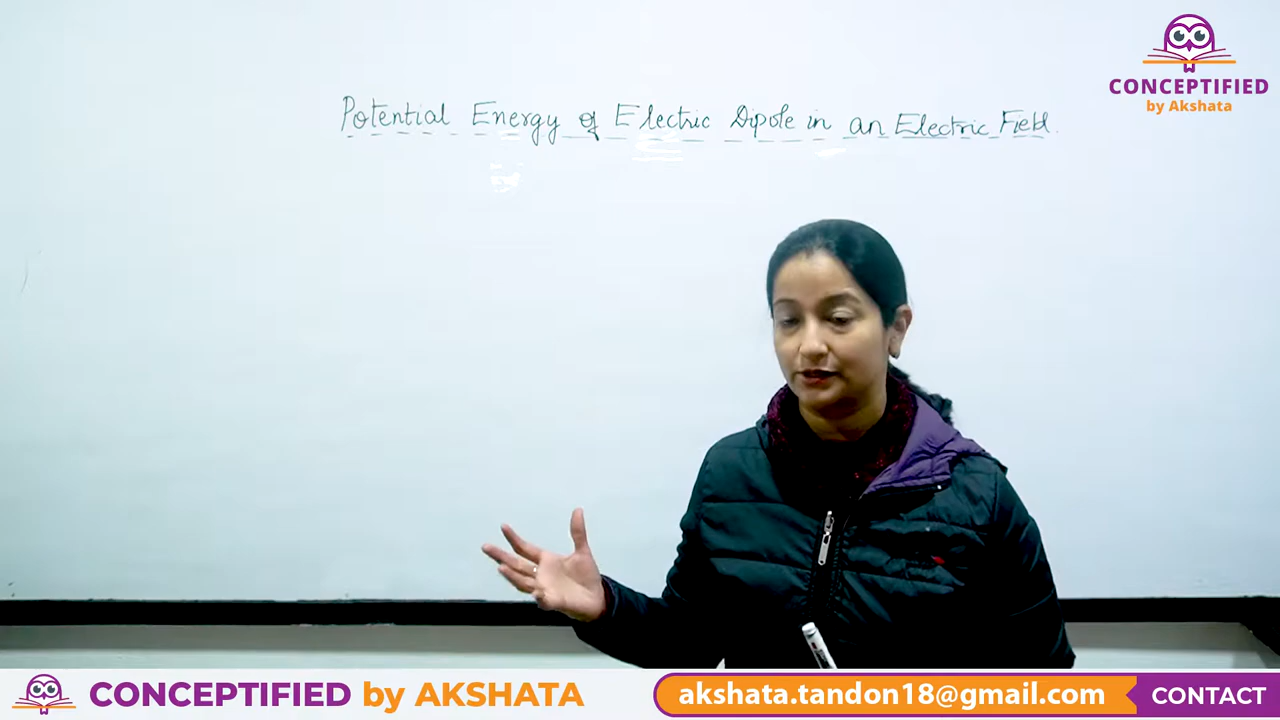 CONCEPTIFIED
by Akshata
Potential Energy of Electric Dipole in an Electric Field.
CONCEPTIFIED by AKSHATA
akshata.tandon18@gmail.com
CONTACT